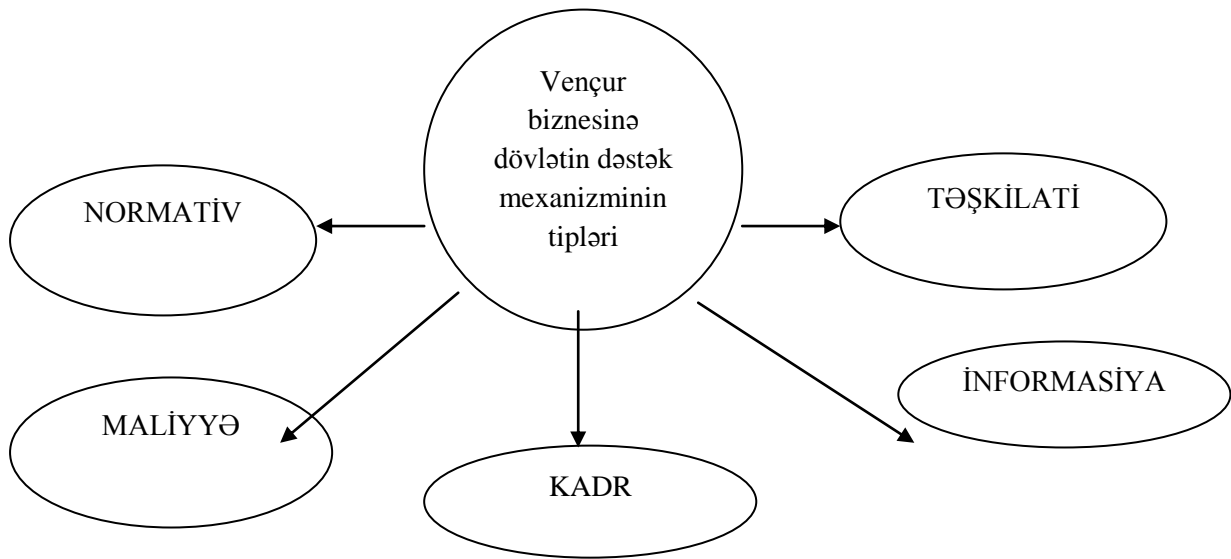 Vençur
biznesinə
dövlətin dəstək
mexanizminin
tipləri
NORMATİV
TƏŞKİLATİ
MALİYYƏ
İNFORMASİYA
KADR